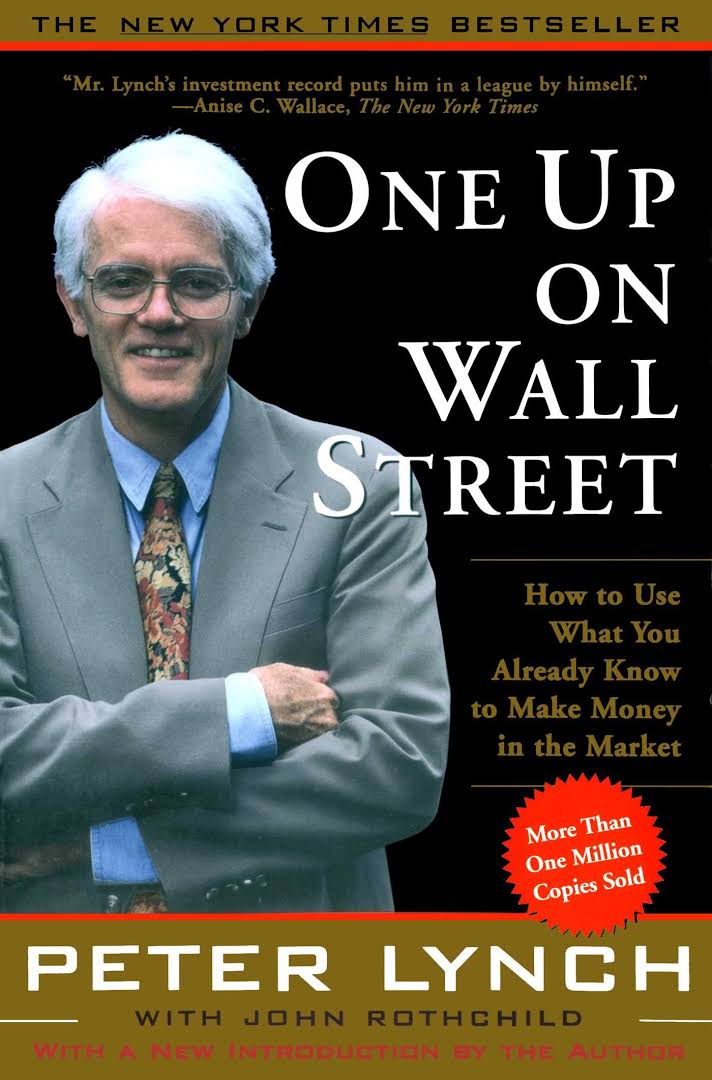 THE NEW YORK TIMES BESTSELLER
“Mr. Lynch’s investment record puts him in a league by himself.”
—Anise C. Wallace, The New York Times
ONE UP
ON
WALL
STREET
How to Use
What You
Already Know
to Make Money
in the Market
More Than
One Million
Copies Sold
PETER LYNCH
WITH JOHN ROTHCHILD
WITH A NEW INTRODUCTION BY THE AUTHOR